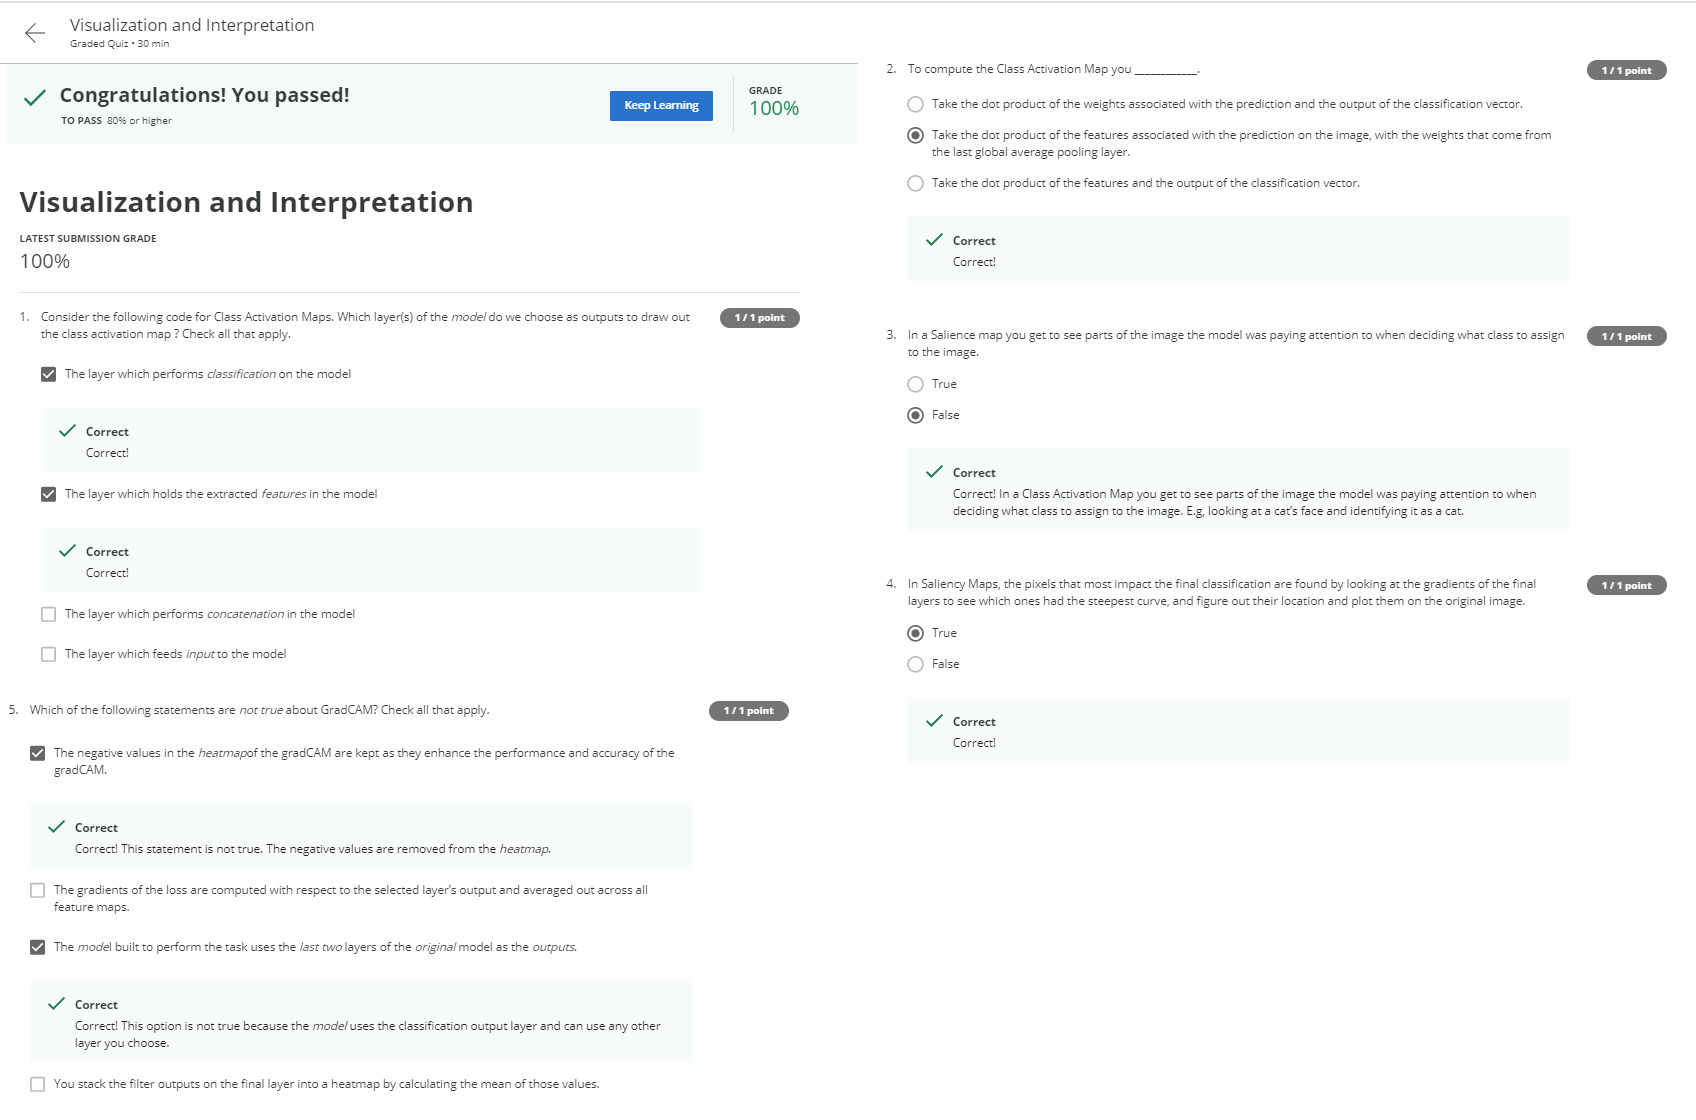 Visualization and Interpretation
Graded Quiz • 30 min
Congratulations! You passed!
TO PASS 80% or higher
Keep Learning
GRADE
100%
Visualization and Interpretation
LATEST SUBMISSION GRADE
100%
1. Consider the following code for Class Activation Maps. Which layer(s) of the model do we choose as outputs to draw out
the class activation map ? Check all that apply.
1 / 1 point
The layer which performs classification on the model
Correct
Correct!
The layer which holds the extracted features in the model
Correct
Correct!
The layer which performs concatenation in the model
The layer which feeds input to the model
5. Which of the following statements are not true about GradCAM? Check all that apply.
1 / 1 point
The negative values in the heatmapof the gradCAM are kept as they enhance the performance and accuracy of the
gradCAM.
Correct
Correct! This statement is not true. The negative values are removed from the heatmap.
The gradients of the loss are computed with respect to the selected layer's output and averaged out across all
feature maps.
The model built to perform the task uses the last two layers of the original model as the outputs.
Correct
Correct! This option is not true because the model uses the classification output layer and can use any other
layer you choose.
You stack the filter outputs on the final layer into a heatmap by calculating the mean of those values.
2. To compute the Class Activation Map you ____________.
1 / 1 point
Take the dot product of the weights associated with the prediction and the output of the classification vector.
Take the dot product of the features associated with the prediction on the image, with the weights that come from
the last global average pooling layer.
Take the dot product of the features and the output of the classification vector.
Correct
Correct!
3. In a Salience map you get to see parts of the image the model was paying attention to when deciding what class to assign
to the image.
1 / 1 point
True
False
Correct
Correct! In a Class Activation Map you get to see parts of the image the model was paying attention to when
deciding what class to assign to the image. E.g, looking at a cat's face and identifying it as a cat.
4. In Saliency Maps, the pixels that most impact the final classification are found by looking at the gradients of the final
layers to see which ones had the steepest curve, and figure out their location and plot them on the original image.
1 / 1 point
True
False
Correct
Correct!